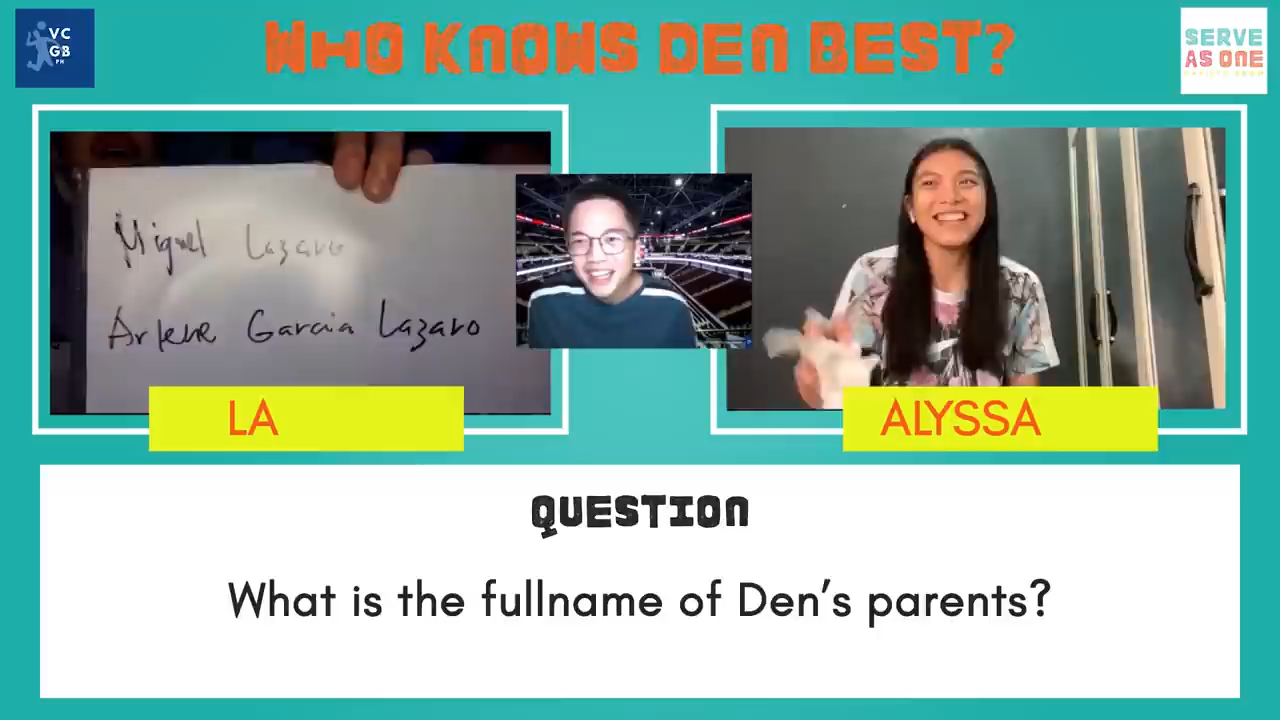 VC
GB
PH
WHO KNOWS DEN BEST?
SERVE
AS ONE
Miguel Lazaro
Arlene Garcia Lazaro
LA
ALYSSA
QUESTION
What is the fullname of Den's parents?